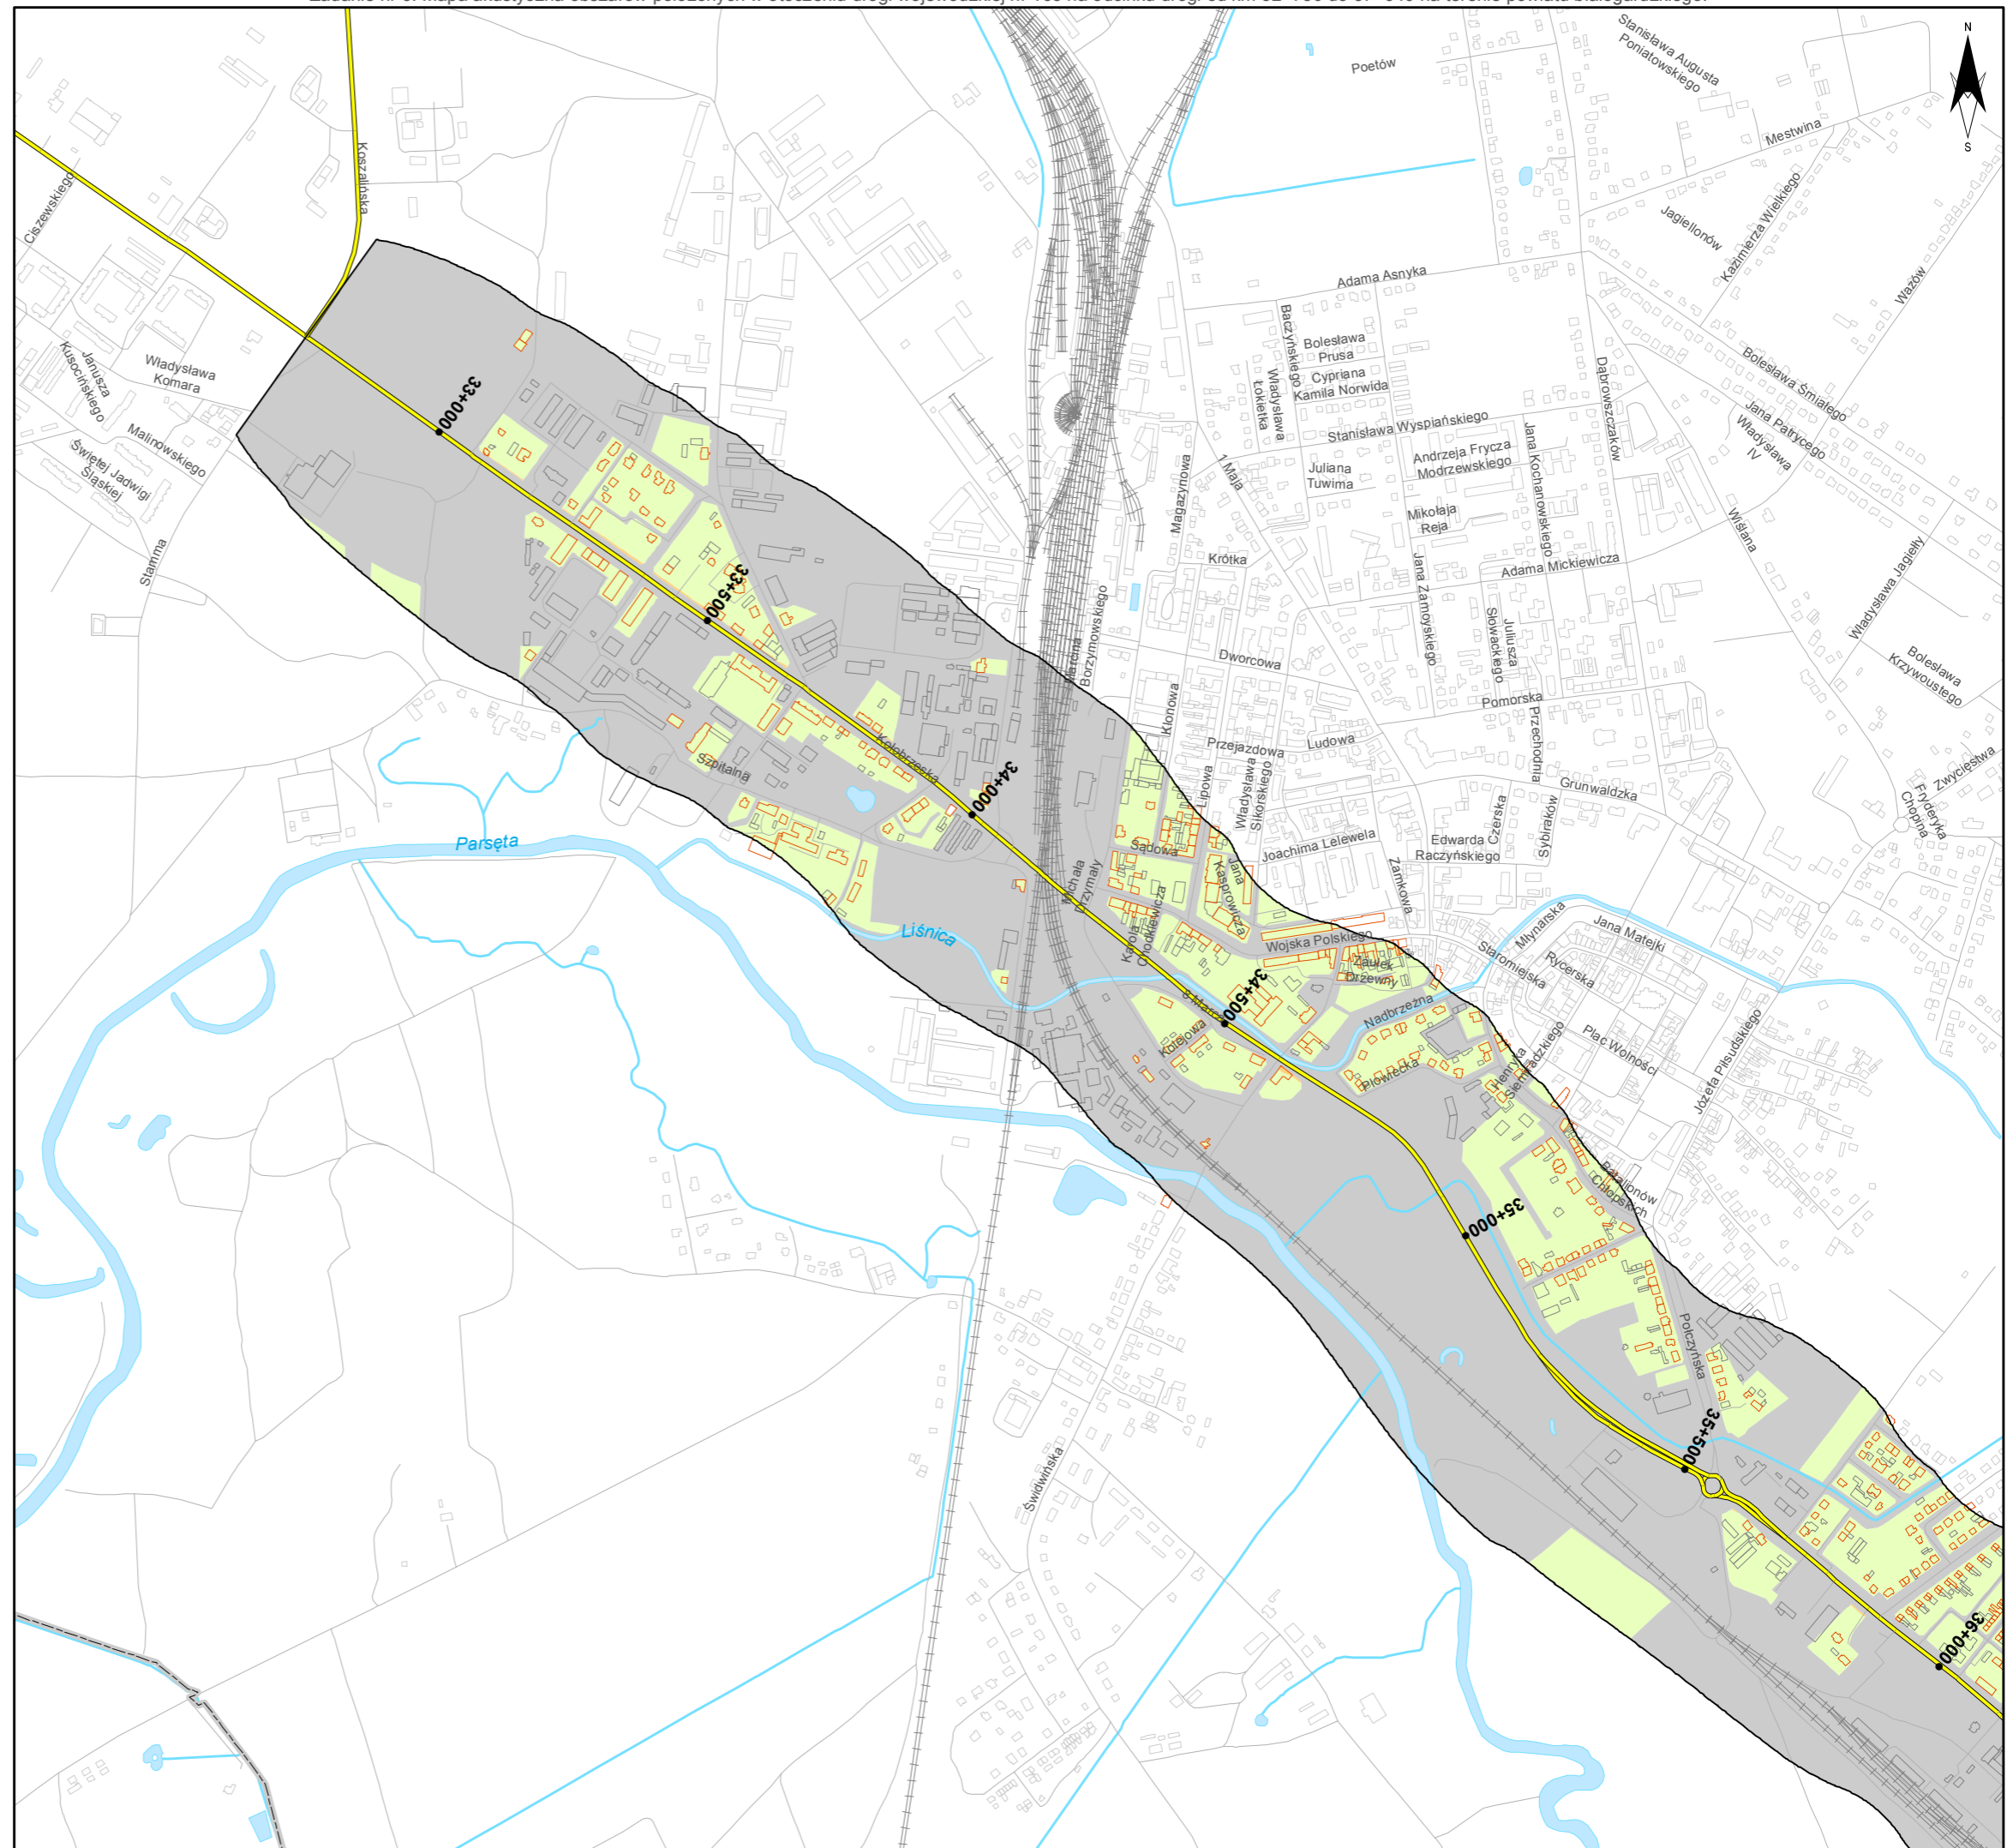 N
S
Stanisława Augusta
Poniatowskiego
Poetów
Mestwina
Koszalińska
Ciszewskiego
Kazimierza Wielkiego
Jagiellonów
Wazów
Adama Asnyka
Baczyńskiego
Bolesława
Prusa
Cypriana
Kamila Norwida
Władysława
Łokietka
Dąbrowszczaków
Bolesława Śmiałego
Jana Patrycego
Władysława
IV
Władysława
Komara
Janusza
Kusocińskiego
Malinowskiego
Świętej Jadwigi
Śląskiej
Stamma
33+000
Stanisława Wyspiańskiego
1 Maja
Magazynowa
Juliana
Tuwima
Andrzeja Frycza
Modrzewskiego
Jana Kochanowskiego
Mikołaja
Reja
Wiślana
Krótka
Adama Mickiewicza
Jana Zamoyskiego
Juliusza
Słowackiego
Władysława Jagiełły
Bolesława
Krzywoustego
33+500
Marcina
Borzymowskiego
Dworcowa
Klonowa
Pomorska
Przechodnia
Przejazdowa
Ludowa
Władysława
Sikorskiego
Lipowa
Grunwaldzka
Zwycięstwa
Fryderyka
Chopina
Kołobrzeska
Szpitalna
34+000
Parsęta
Liśnica
Sądowa
Joachima Lelewela
Edwarda
Raczyńskiego
Czerska
Sybiraków
Zamkowa
Jana
Kasprowicza
Michała
Drzymały
Karola
Chodkiewicza
Wojska Polskiego
Zaułek
Drzewny
Młynarska
Jana Matejki
Staromiejska
Rycerska
Plac Wolności
Józefa Piłsudskiego
34+500
Nadbrzeżna
Kolejowa
Płowiecka
Henryka
Siemiradzkiego
Batalionów
Chłopskich
35+000
Połczyńska
35+500
Świdwińska
36+000